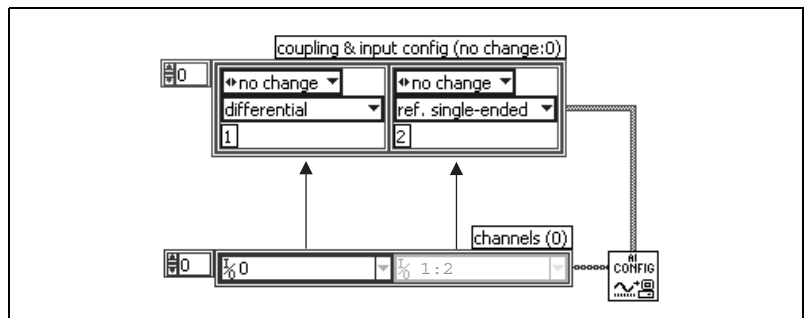 coupling & input config (no change:0)
0
no change
no change
differential
ref. single-ended
1
2
channels (0)
0
I/O 0
I/O 1:2
AI
CONFIG